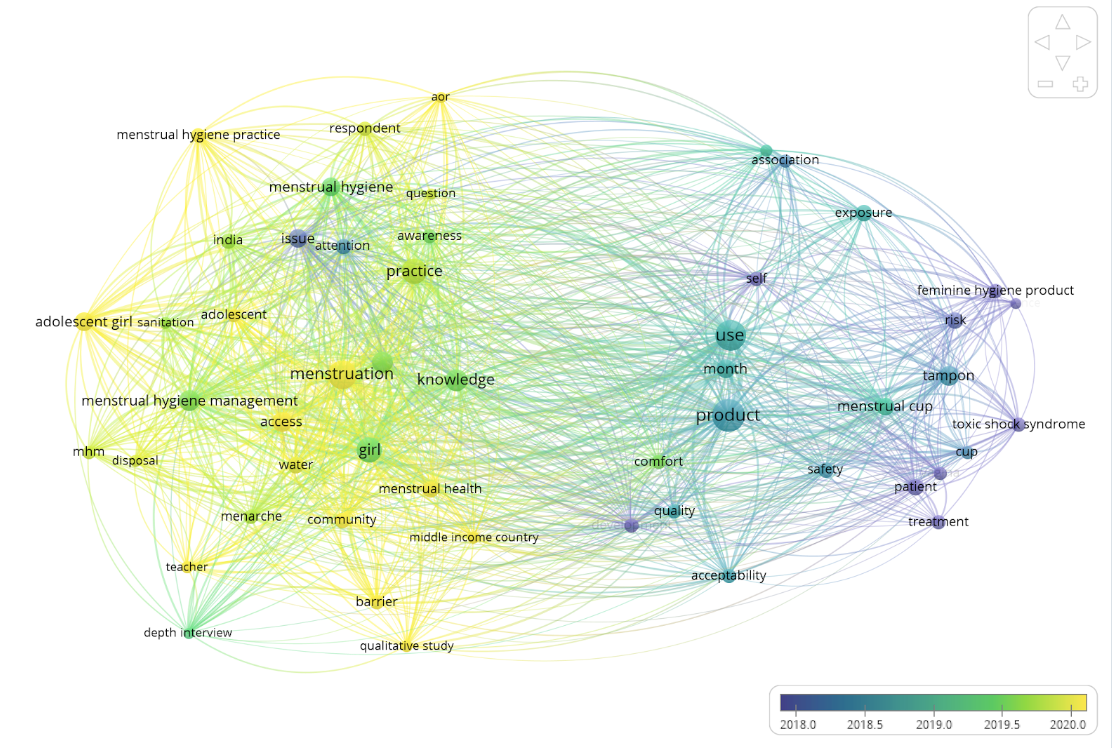 aor
menstrual hygiene practice
respondent
association
menstrual hygiene
question
exposure
india
issue
attention
awareness
practice
self
feminine hygiene product
adolescent girl
sanitation
adolescent
risk
use
menstruation
knowledge
month
tampon
menstrual hygiene management
access
product
menstrual cup
toxic shock syndrome
mhm
disposal
girl
water
comfort
safety
cup
menstrual health
patient
menarche
community
quality
development
treatment
middle income country
teacher
acceptability
barrier
depth interview
qualitative study
2018.0
2018.5
2019.0
2019.5
2020.0